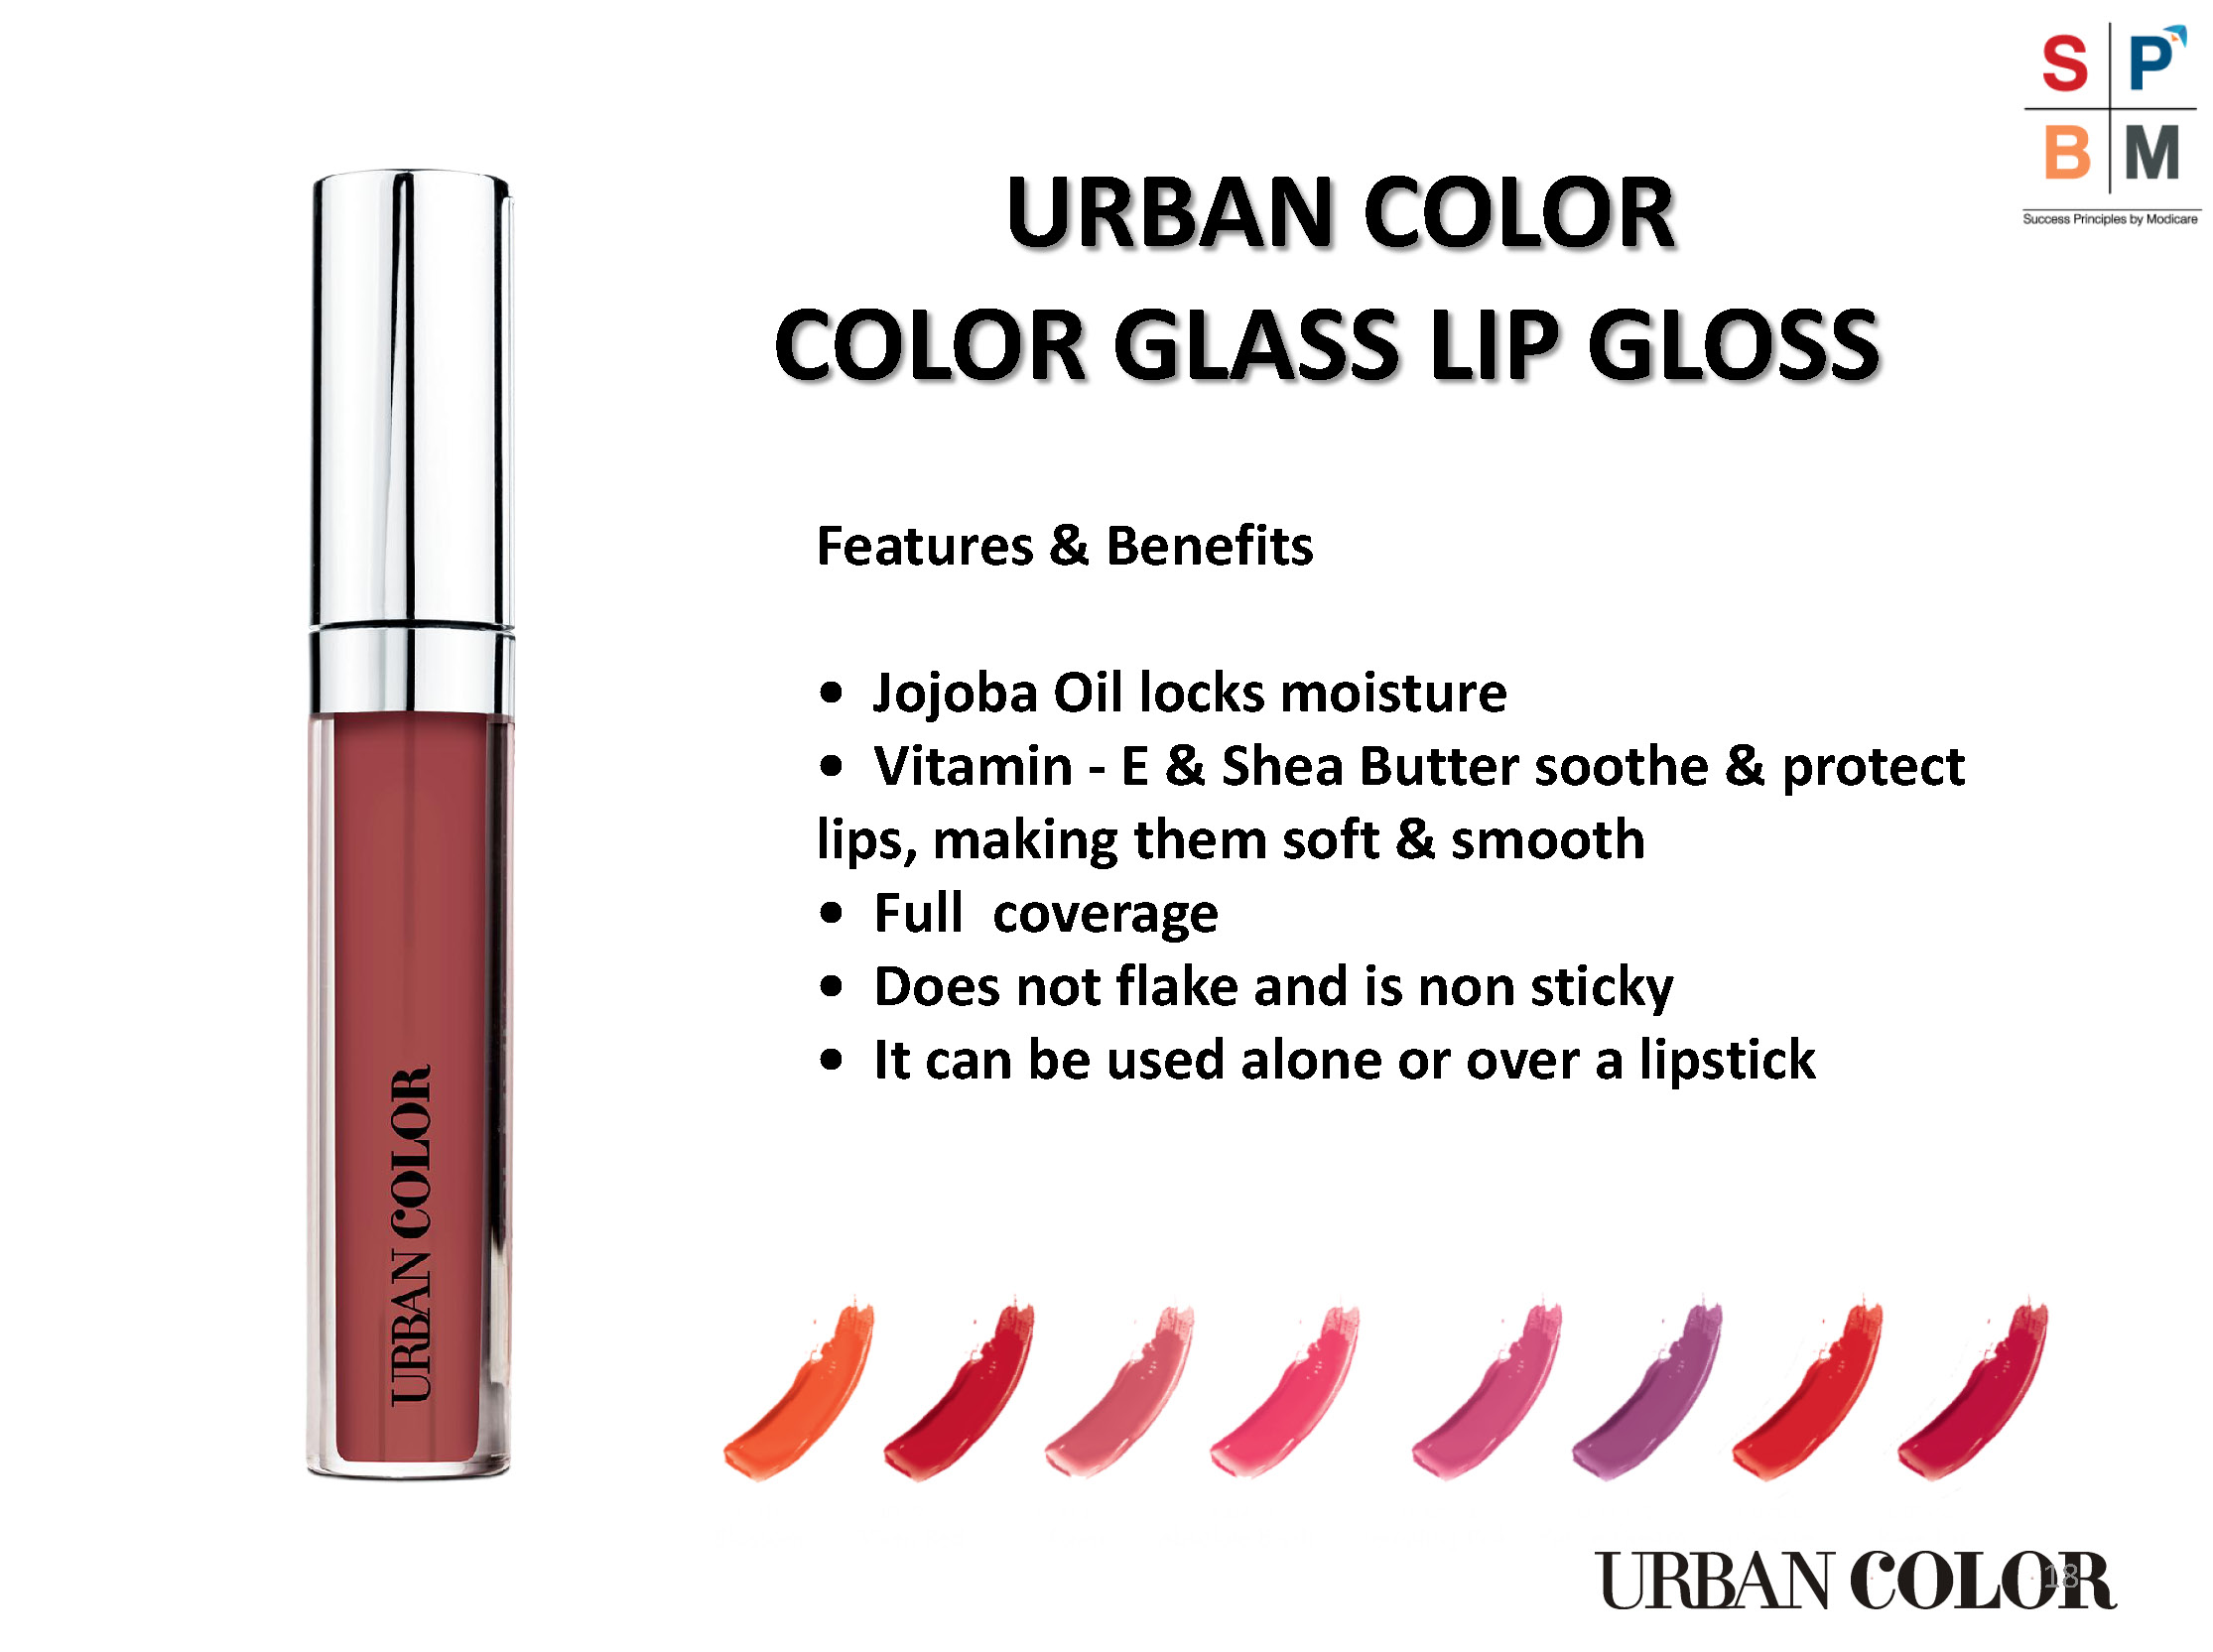 S P
B M
Success Principles by Modicare
URBAN COLOR
COLOR GLASS LIP GLOSS
Features & Benefits
• Jojoba Oil locks moisture
• Vitamin - E & Shea Butter soothe & protect
lips, making them soft & smooth
• Full  coverage
• Does not flake and is non sticky
• It can be used alone or over a lipstick
URBAN COLOR
URBAN COLOR
18